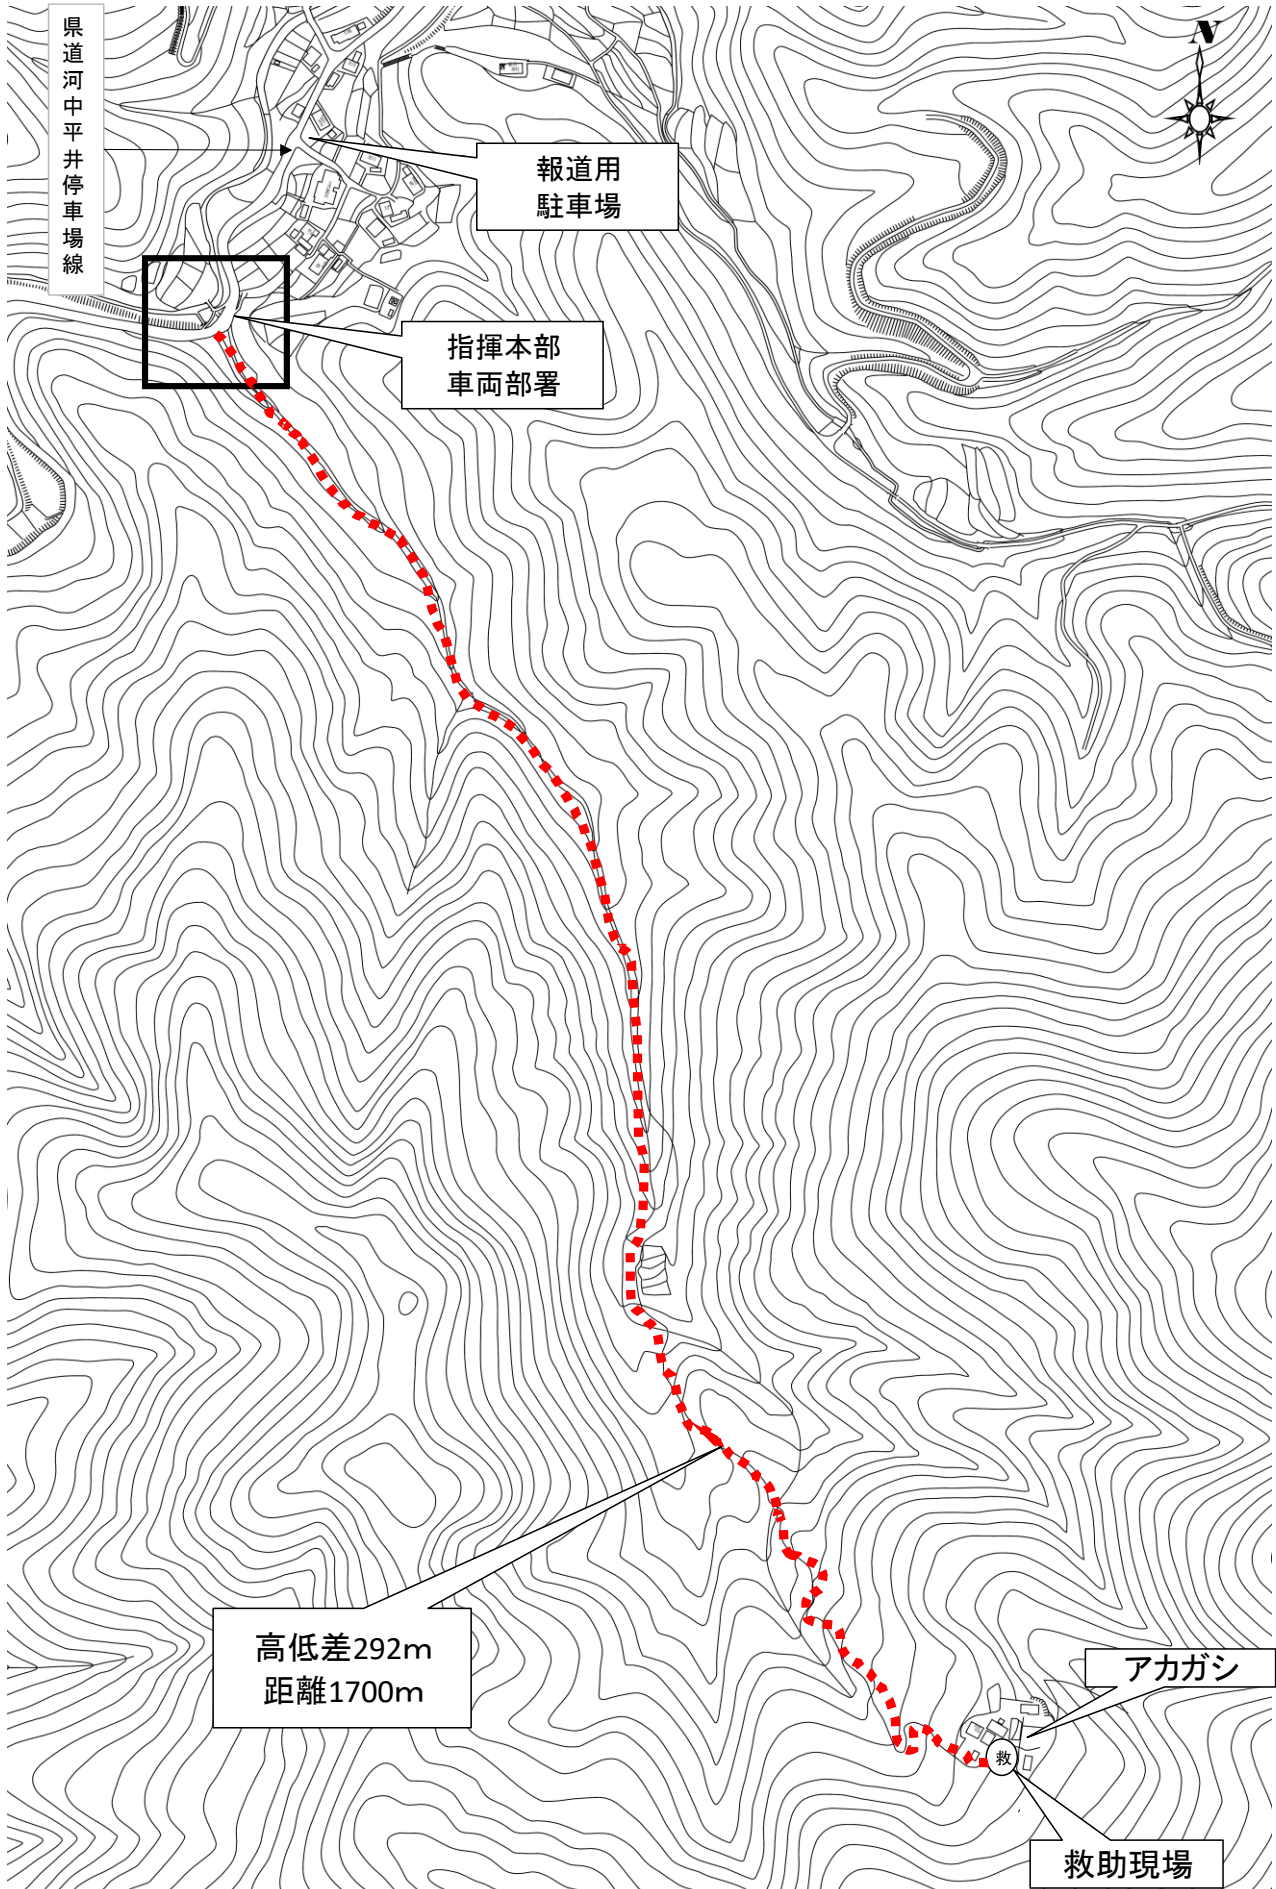 県道河中平井停車場線
N
報道用
駐車場
指揮本部
車両部署
高低差292m
距離1700m
アカガシ
救
救助現場